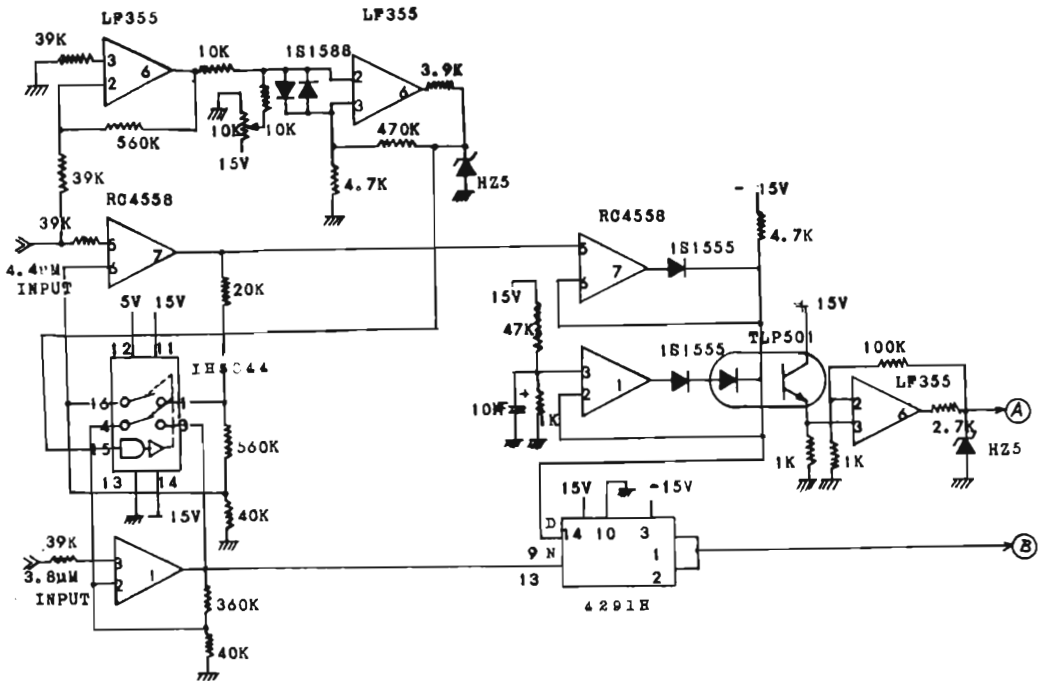 LF355
LF355
39K
10K
1S1588
3
2
6
2
3
6
3.9K
10K
10K
15V
560K
470K
4.7K
HZ5
39K
39K
RC4558
5
6
7
4.4µM
INPUT
20K
5V
15V
12
11
16
1
4
3
15
13
14
15V
560K
40K
39K
3
2
1
3.8µM
INPUT
360K
40K
RC4558
5
6
7
1S1555
- 15V
4.7K
15V
47K
3
2
1
1S1555
TLP501
+ 15V
1K
100K
LF355
2
3
6
2.7K
A
HZ5
1K
1K
15V
-15V
D
14
10
3
9
N
1
13
2
B
4291H